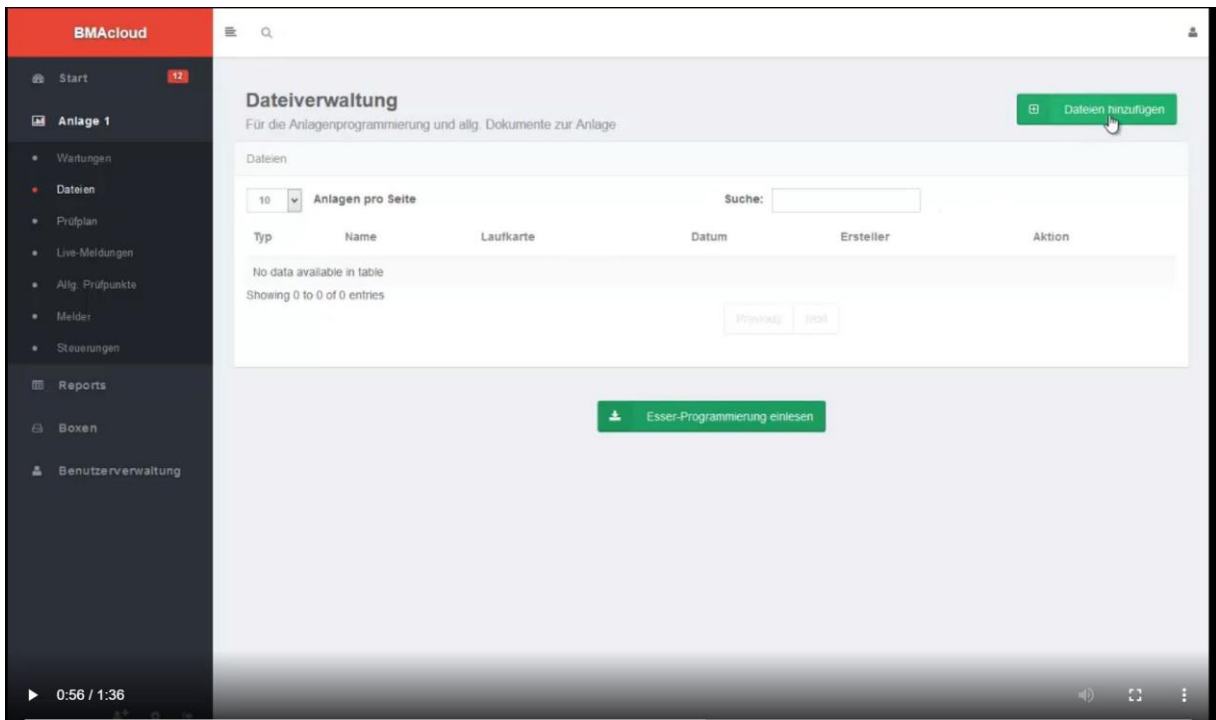 BMAcloud
Start 12
Anlage 1
Wartungen
Dateien
Prüfplan
Live-Meldungen
Allg. Prüfpunkte
Melder
Steuerungen
Reports
Boxen
Benutzerverwaltung
Dateiverwaltung
Für die Anlagenprogrammierung und allg. Dokumente zur Anlage
Dateien hinzufügen
Dateien
10 Anlagen pro Seite Suche:
Typ Name Laufkarte Datum Ersteller Aktion
No data available in table
Showing 0 to 0 of 0 entries
Previous Next
Esser-Programmierung einlesen
0:56 / 1:36